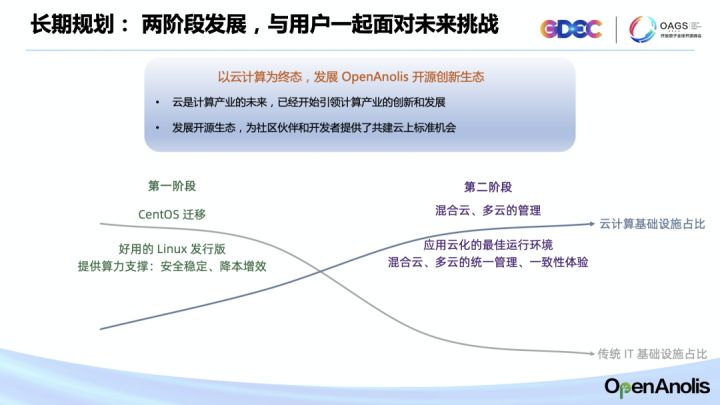 长期规划： 两阶段发展，与用户一起面对未来挑战
GDEC
OAGS
以云计算为终态，发展 OpenAnolis 开源创新生态
• 云是计算产业的未来，已经开始引领计算产业的创新和发展
• 发展开源生态，为社区伙伴和开发者提供了共建云上标准机会
第一阶段
第二阶段
CentOS 迁移
混合云、多云的管理
云计算基础设施占比
好用的 Linux 发行版
提供算力支撑：安全稳定、降本增效
应用云化的最佳运行环境
混合云、多云的统一管理、一致性体验
传统 IT 基础设施占比
OpenAnolis